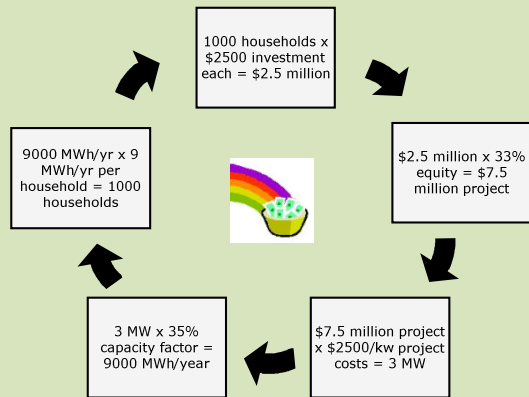 1000 households x
$2500 investment
each = $2.5 million
$2.5 million x 33%
equity = $7.5
million project
$7.5 million project
x $2500/kw project
costs = 3 MW
3 MW x 35%
capacity factor =
9000 MWh/year
9000 MWh/yr x 9
MWh/yr per
household = 1000
households